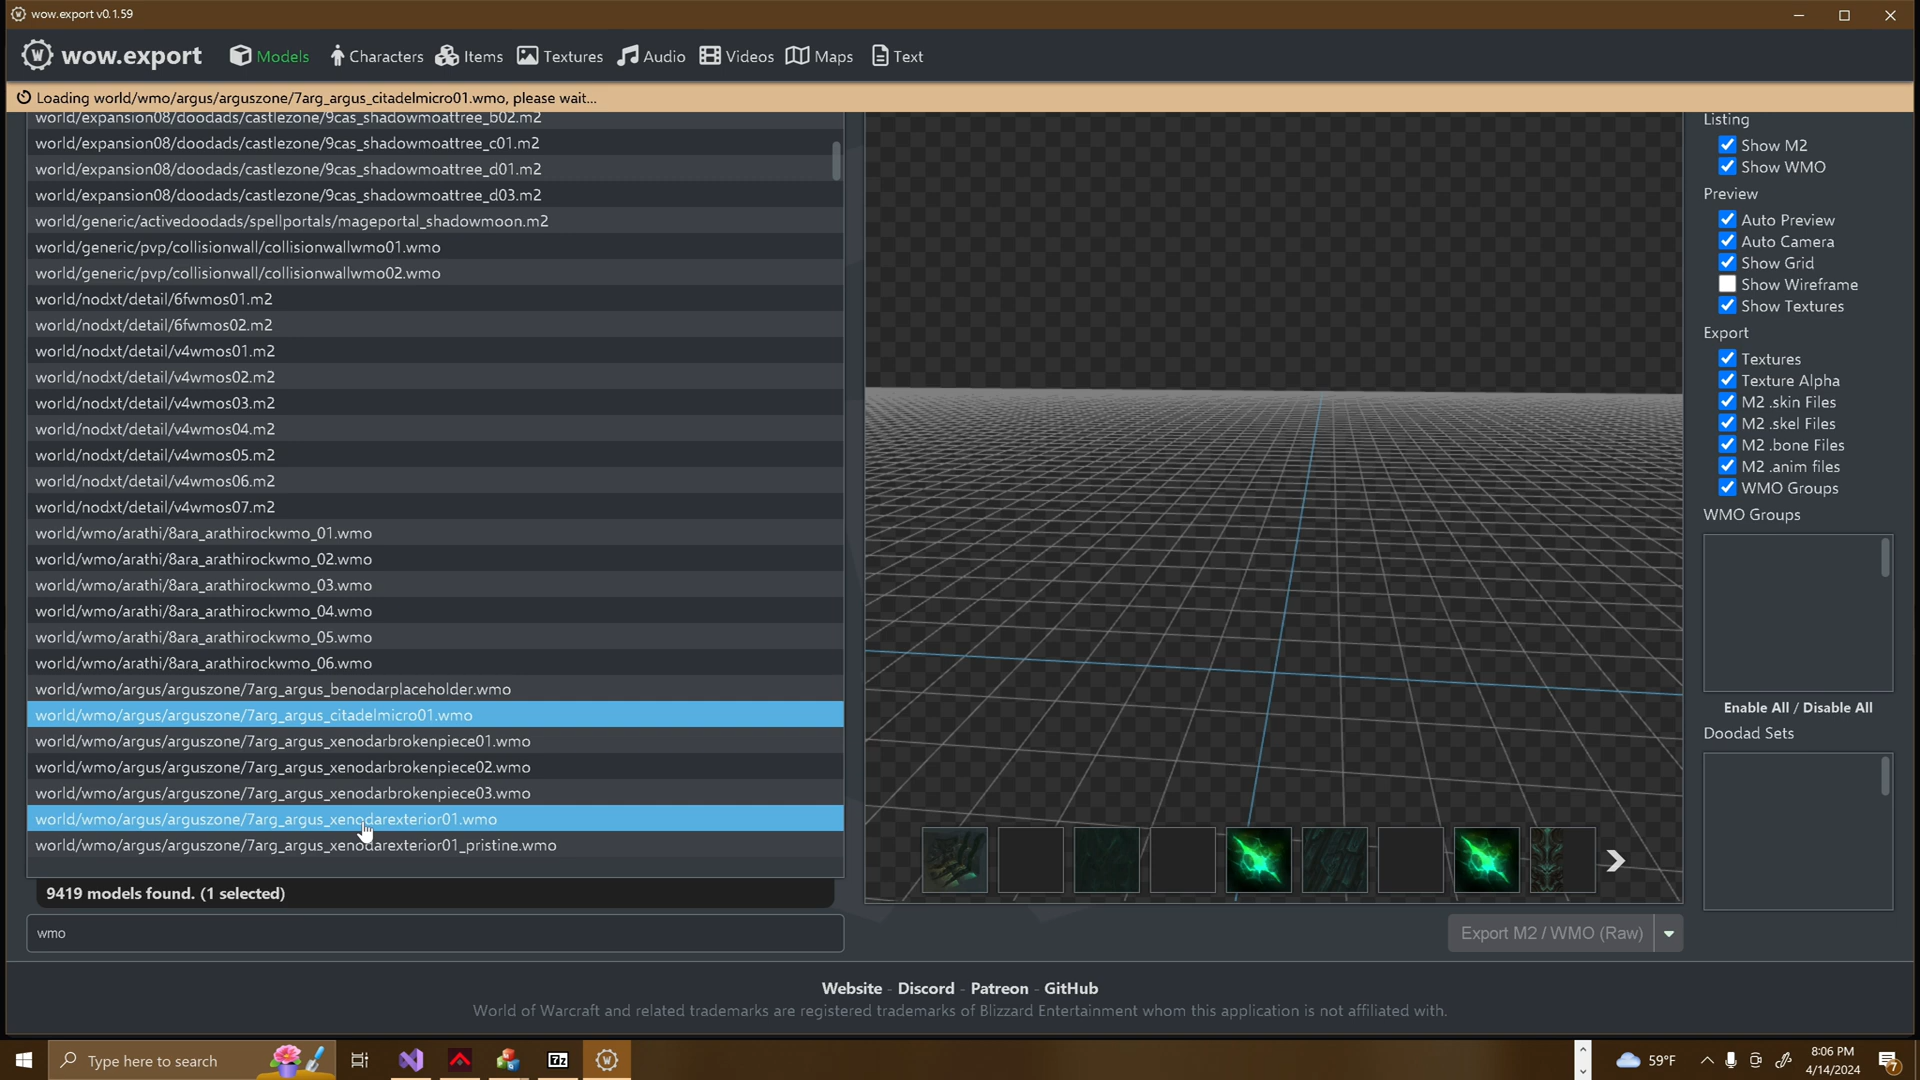 wow.export v0.1.59
wow.export
Models
Characters
Items
Textures
Audio
Videos
Maps
Text
Loading world/wmo/argus/arguszone/7arg_argus_citadelmicro01.wmo, please wait...
world/expansion08/doodads/castlezone/9cas_shadowmoattree_b02.m2
world/expansion08/doodads/castlezone/9cas_shadowmoattree_c01.m2
world/expansion08/doodads/castlezone/9cas_shadowmoattree_d01.m2
world/expansion08/doodads/castlezone/9cas_shadowmoattree_d03.m2
world/generic/activedoodads/spellportals/mageportal_shadowmoon.m2
world/generic/pvp/collisionwall/collisionwallwmo01.wmo
world/generic/pvp/collisionwall/collisionwallwmo02.wmo
world/nodxt/detail/6fwmos01.m2
world/nodxt/detail/6fwmos02.m2
world/nodxt/detail/v4wmos01.m2
world/nodxt/detail/v4wmos02.m2
world/nodxt/detail/v4wmos03.m2
world/nodxt/detail/v4wmos04.m2
world/nodxt/detail/v4wmos05.m2
world/nodxt/detail/v4wmos06.m2
world/nodxt/detail/v4wmos07.m2
world/wmo/arathi/8ara_arathirockwmo_01.wmo
world/wmo/arathi/8ara_arathirockwmo_02.wmo
world/wmo/arathi/8ara_arathirockwmo_03.wmo
world/wmo/arathi/8ara_arathirockwmo_04.wmo
world/wmo/arathi/8ara_arathirockwmo_05.wmo
world/wmo/arathi/8ara_arathirockwmo_06.wmo
world/wmo/argus/arguszone/7arg_argus_benodarplaceholder.wmo
world/wmo/argus/arguszone/7arg_argus_citadelmicro01.wmo
world/wmo/argus/arguszone/7arg_argus_xenodarbrokenpiece01.wmo
world/wmo/argus/arguszone/7arg_argus_xenodarbrokenpiece02.wmo
world/wmo/argus/arguszone/7arg_argus_xenodarbrokenpiece03.wmo
world/wmo/argus/arguszone/7arg_argus_xenodarexterior01.wmo
world/wmo/argus/arguszone/7arg_argus_xenodarexterior01_pristine.wmo
9419 models found. (1 selected)
wmo
Listing
Show M2
Show WMO
Preview
Auto Preview
Auto Camera
Show Grid
Show Wireframe
Show Textures
Export
Textures
Texture Alpha
M2 .skin Files
M2 .skel Files
M2 .bone Files
M2 .anim files
WMO Groups
WMO Groups
Enable All / Disable All
Doodad Sets
Export M2 / WMO (Raw)
Website - Discord - Patreon - GitHub
World of Warcraft and related trademarks are registered trademarks of Blizzard Entertainment whom this application is not affiliated with.
Type here to search
7z
59°F
8:06 PM
4/14/2024
7